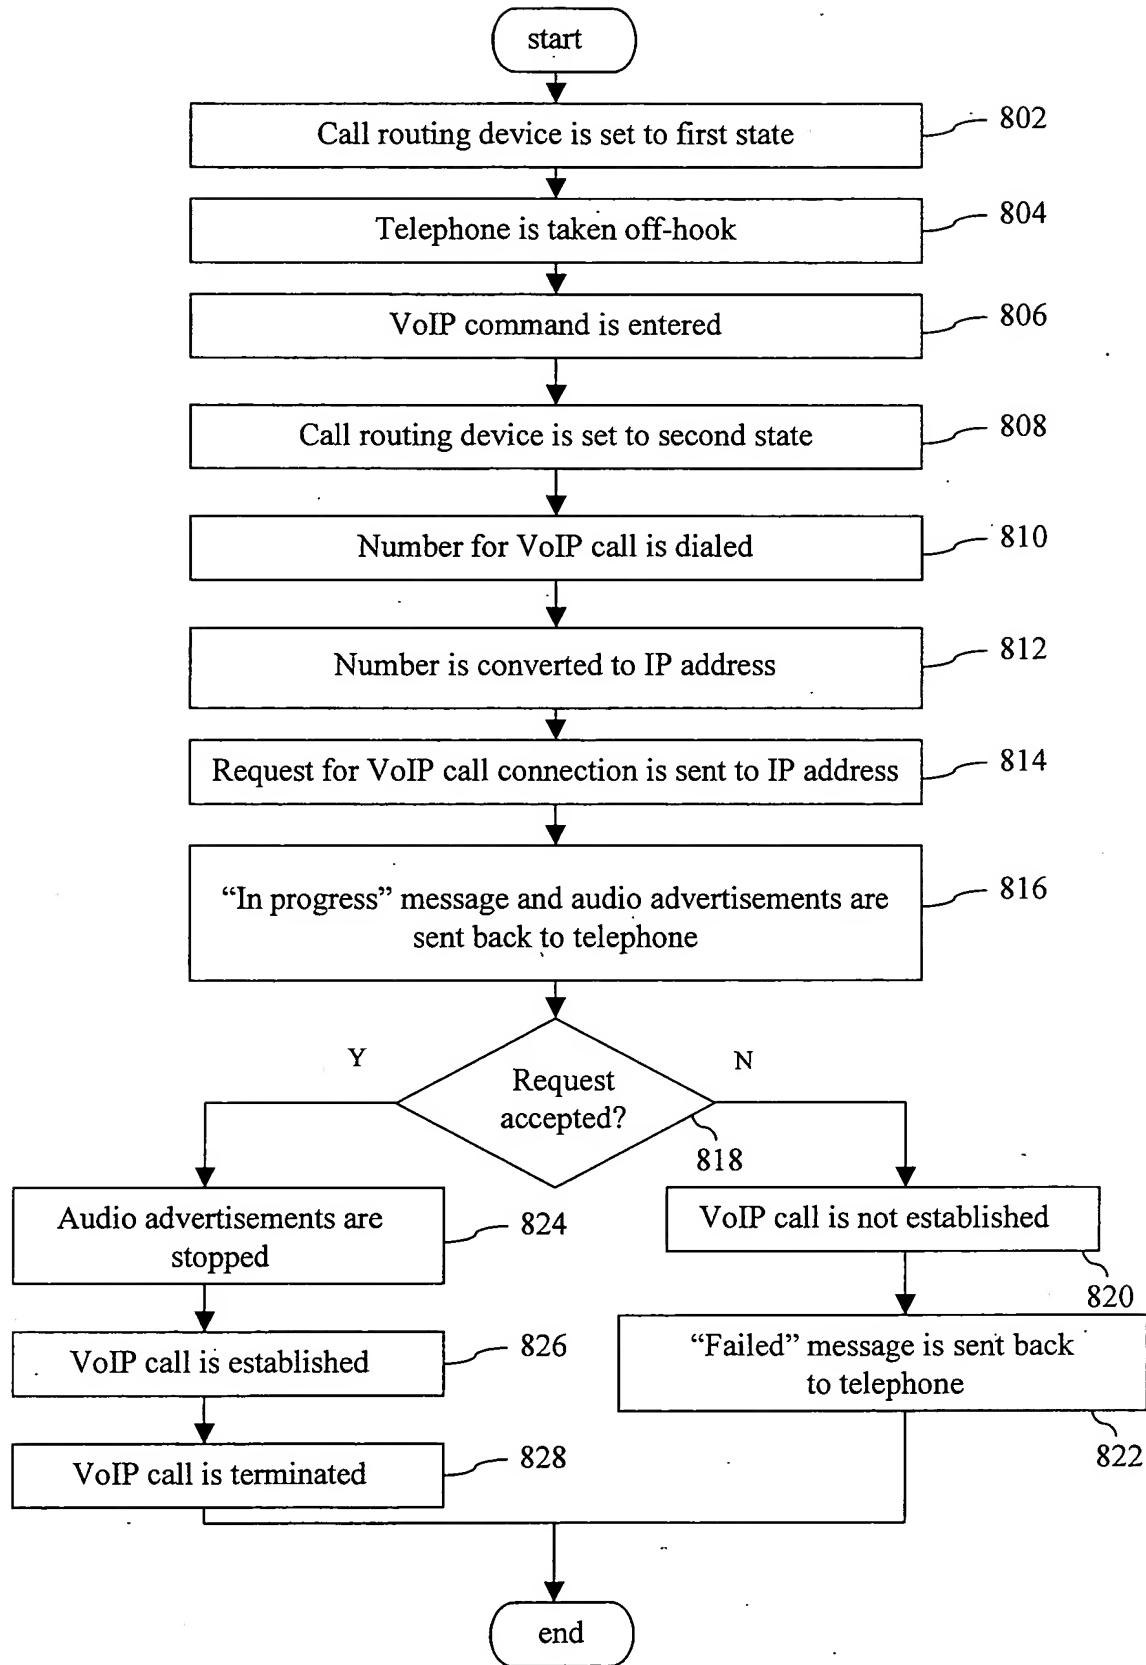 start
Call routing device is set to first state
802
Telephone is taken off-hook
804
VoIP command is entered
806
Call routing device is set to second state
808
Number for VoIP call is dialed
810
Number is converted to IP address
812
Request for VoIP call connection is sent to IP address
814
“In progress” message and audio advertisements are
sent back to telephone
816
Y
N
Request
accepted?
818
Audio advertisements are
stopped
824
VoIP call is not established
820
VoIP call is established
826
“Failed” message is sent back
to telephone
822
VoIP call is terminated
828
end